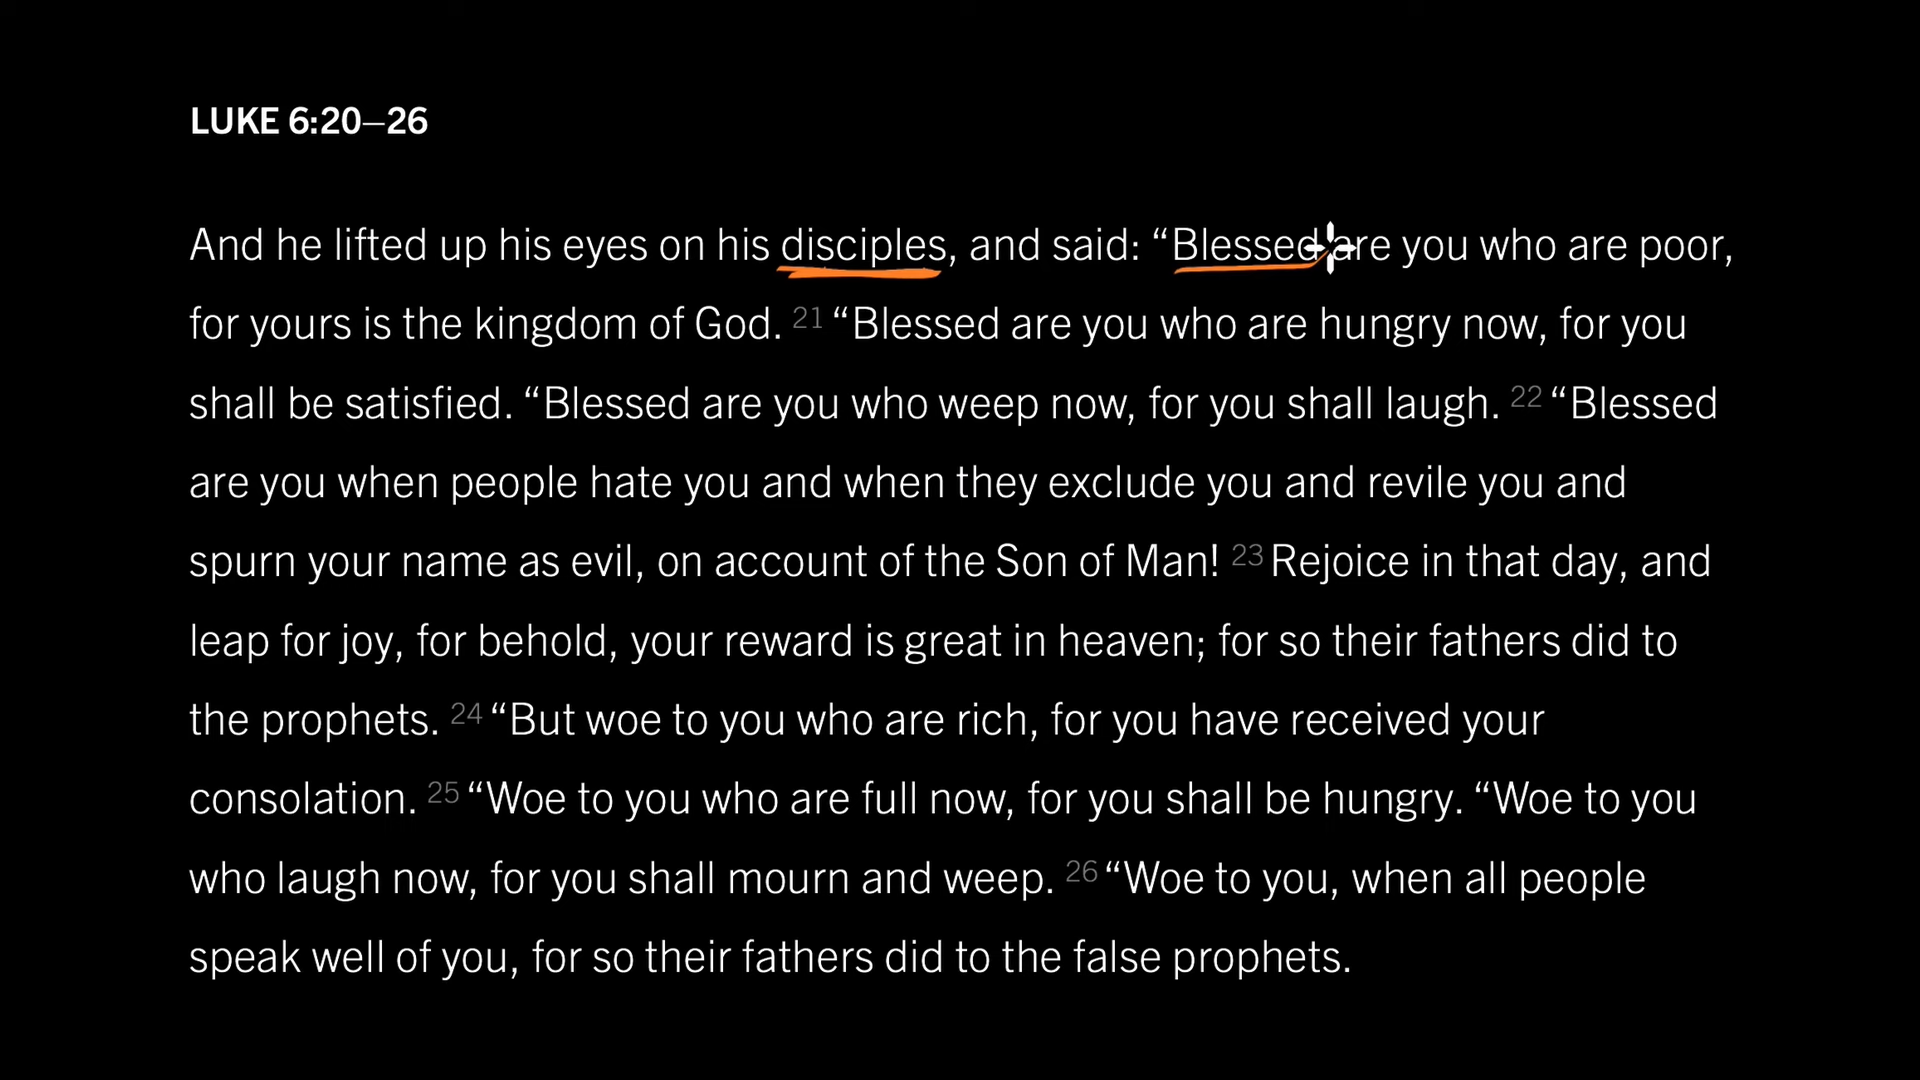 LUKE 6:20–26
And he lifted up his eyes on his disciples, and said: “Blessed are you who are poor,
for yours is the kingdom of God. 21 “Blessed are you who are hungry now, for you
shall be satisfied. “Blessed are you who weep now, for you shall laugh. 22 “Blessed
are you when people hate you and when they exclude you and revile you and
spurn your name as evil, on account of the Son of Man! 23 Rejoice in that day, and
leap for joy, for behold, your reward is great in heaven; for so their fathers did to
the prophets. 24 “But woe to you who are rich, for you have received your
consolation. 25 “Woe to you who are full now, for you shall be hungry. “Woe to you
who laugh now, for you shall mourn and weep. 26 “Woe to you, when all people
speak well of you, for so their fathers did to the false prophets.